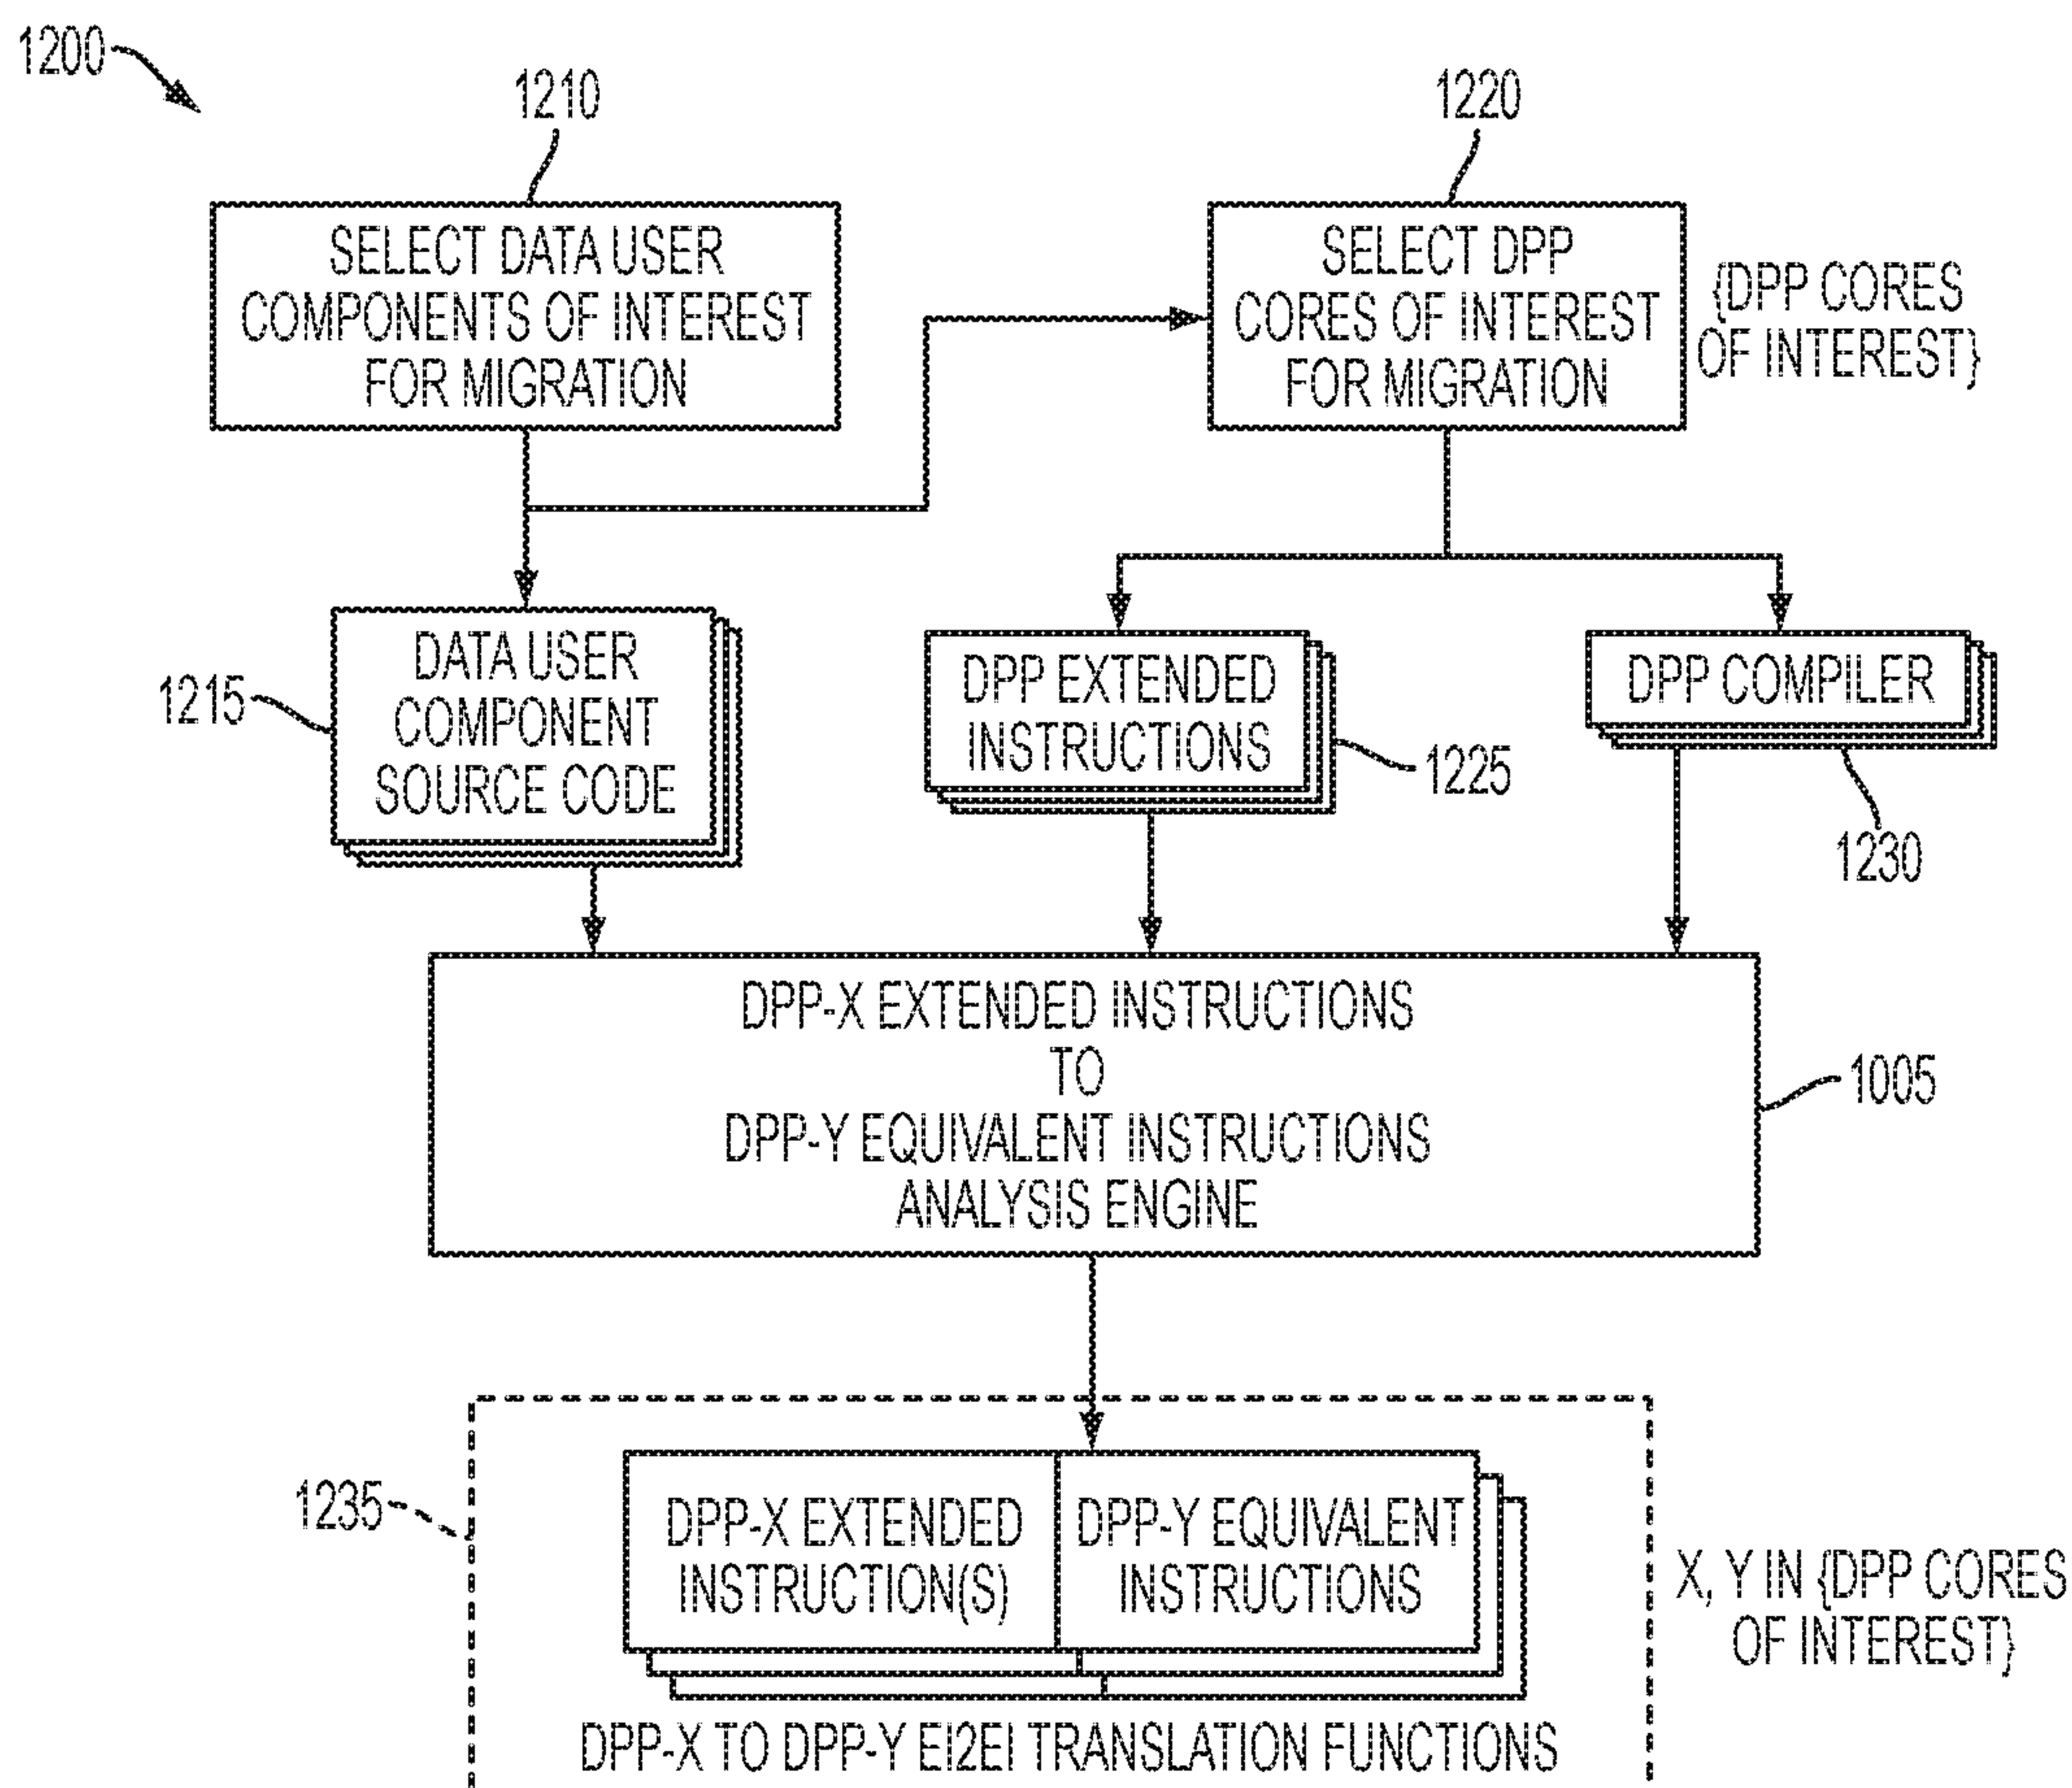 1200
1210
1220
SELECT DATA USER
COMPONENTS OF INTEREST
FOR MIGRATION
SELECT DPP
CORES OF INTEREST
FOR MIGRATION
{DPP CORES
OF INTEREST}
1215
DATA USER
COMPONENT
SOURCE CODE
DPP EXTENDED
INSTRUCTIONS
1225
DPP COMPILER
1230
DPP-X EXTENDED INSTRUCTIONS
TO
DPP-Y EQUIVALENT INSTRUCTIONS
ANALYSIS ENGINE
1005
1235
DPP-X EXTENDED
INSTRUCTION(S)
DPP-Y EQUIVALENT
INSTRUCTIONS
X, Y IN {DPP CORES
OF INTEREST}
DPP-X TO DPP-Y EI2EI TRANSLATION FUNCTIONS